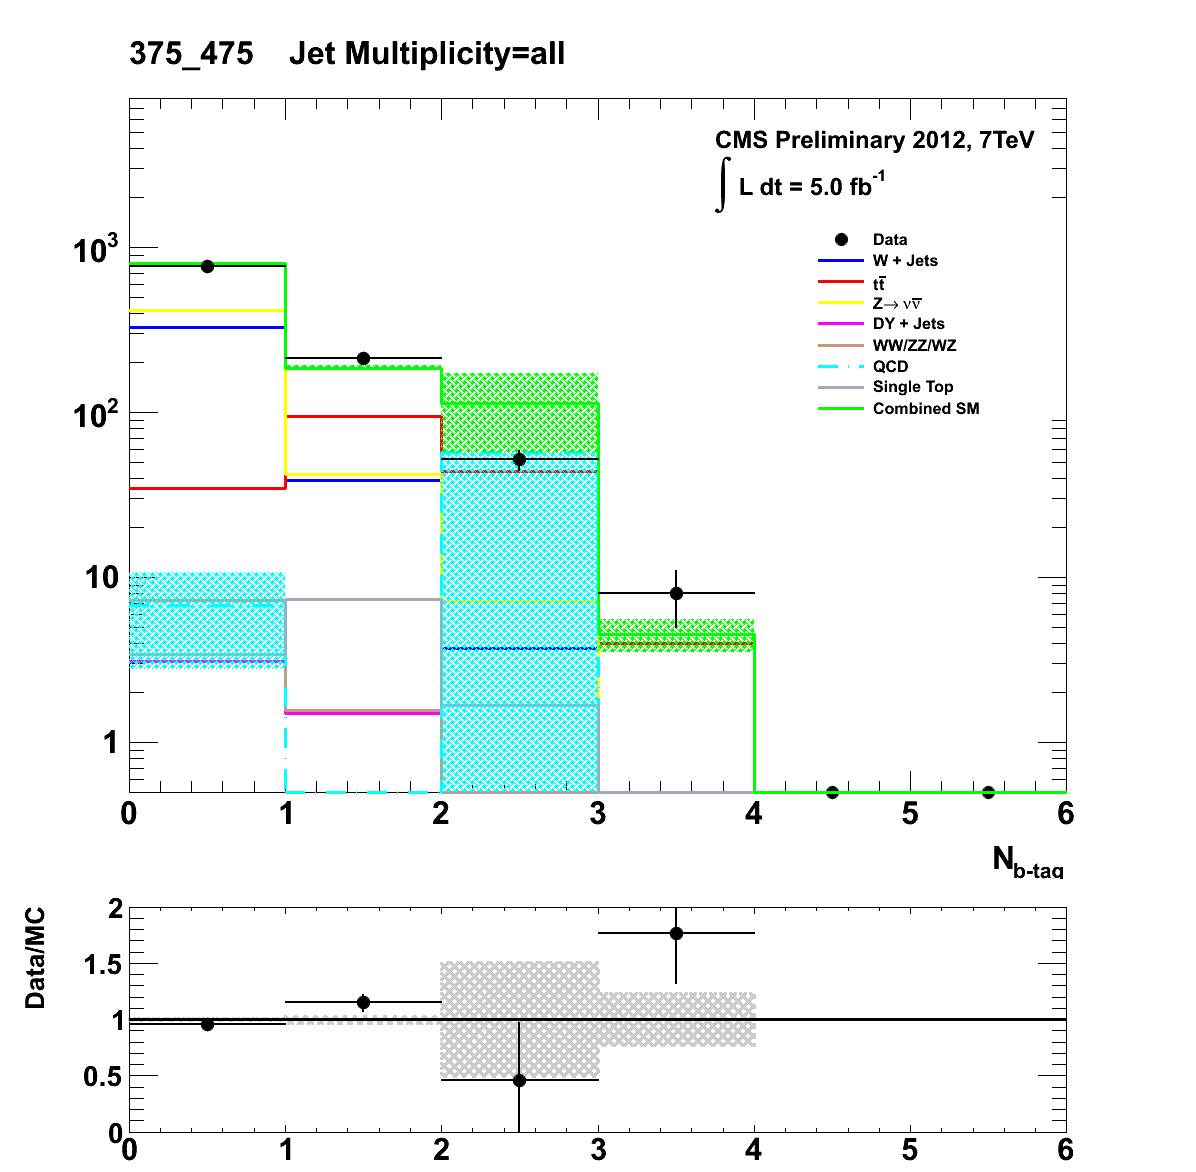 375_475 Jet Multiplicity=all
CMS Preliminary 2012, 7TeV
∫ L dt = 5.0 fb⁻¹
Data
W + Jets
tt̅
Z→ νν̅
DY + Jets
WW/ZZ/WZ
QCD
Single Top
Combined SM
10³
10²
10
1
0 1 2 3 4 5 6
N_b-tag
Data/MC
2
1.5
1
0.5
0
0 1 2 3 4 5 6